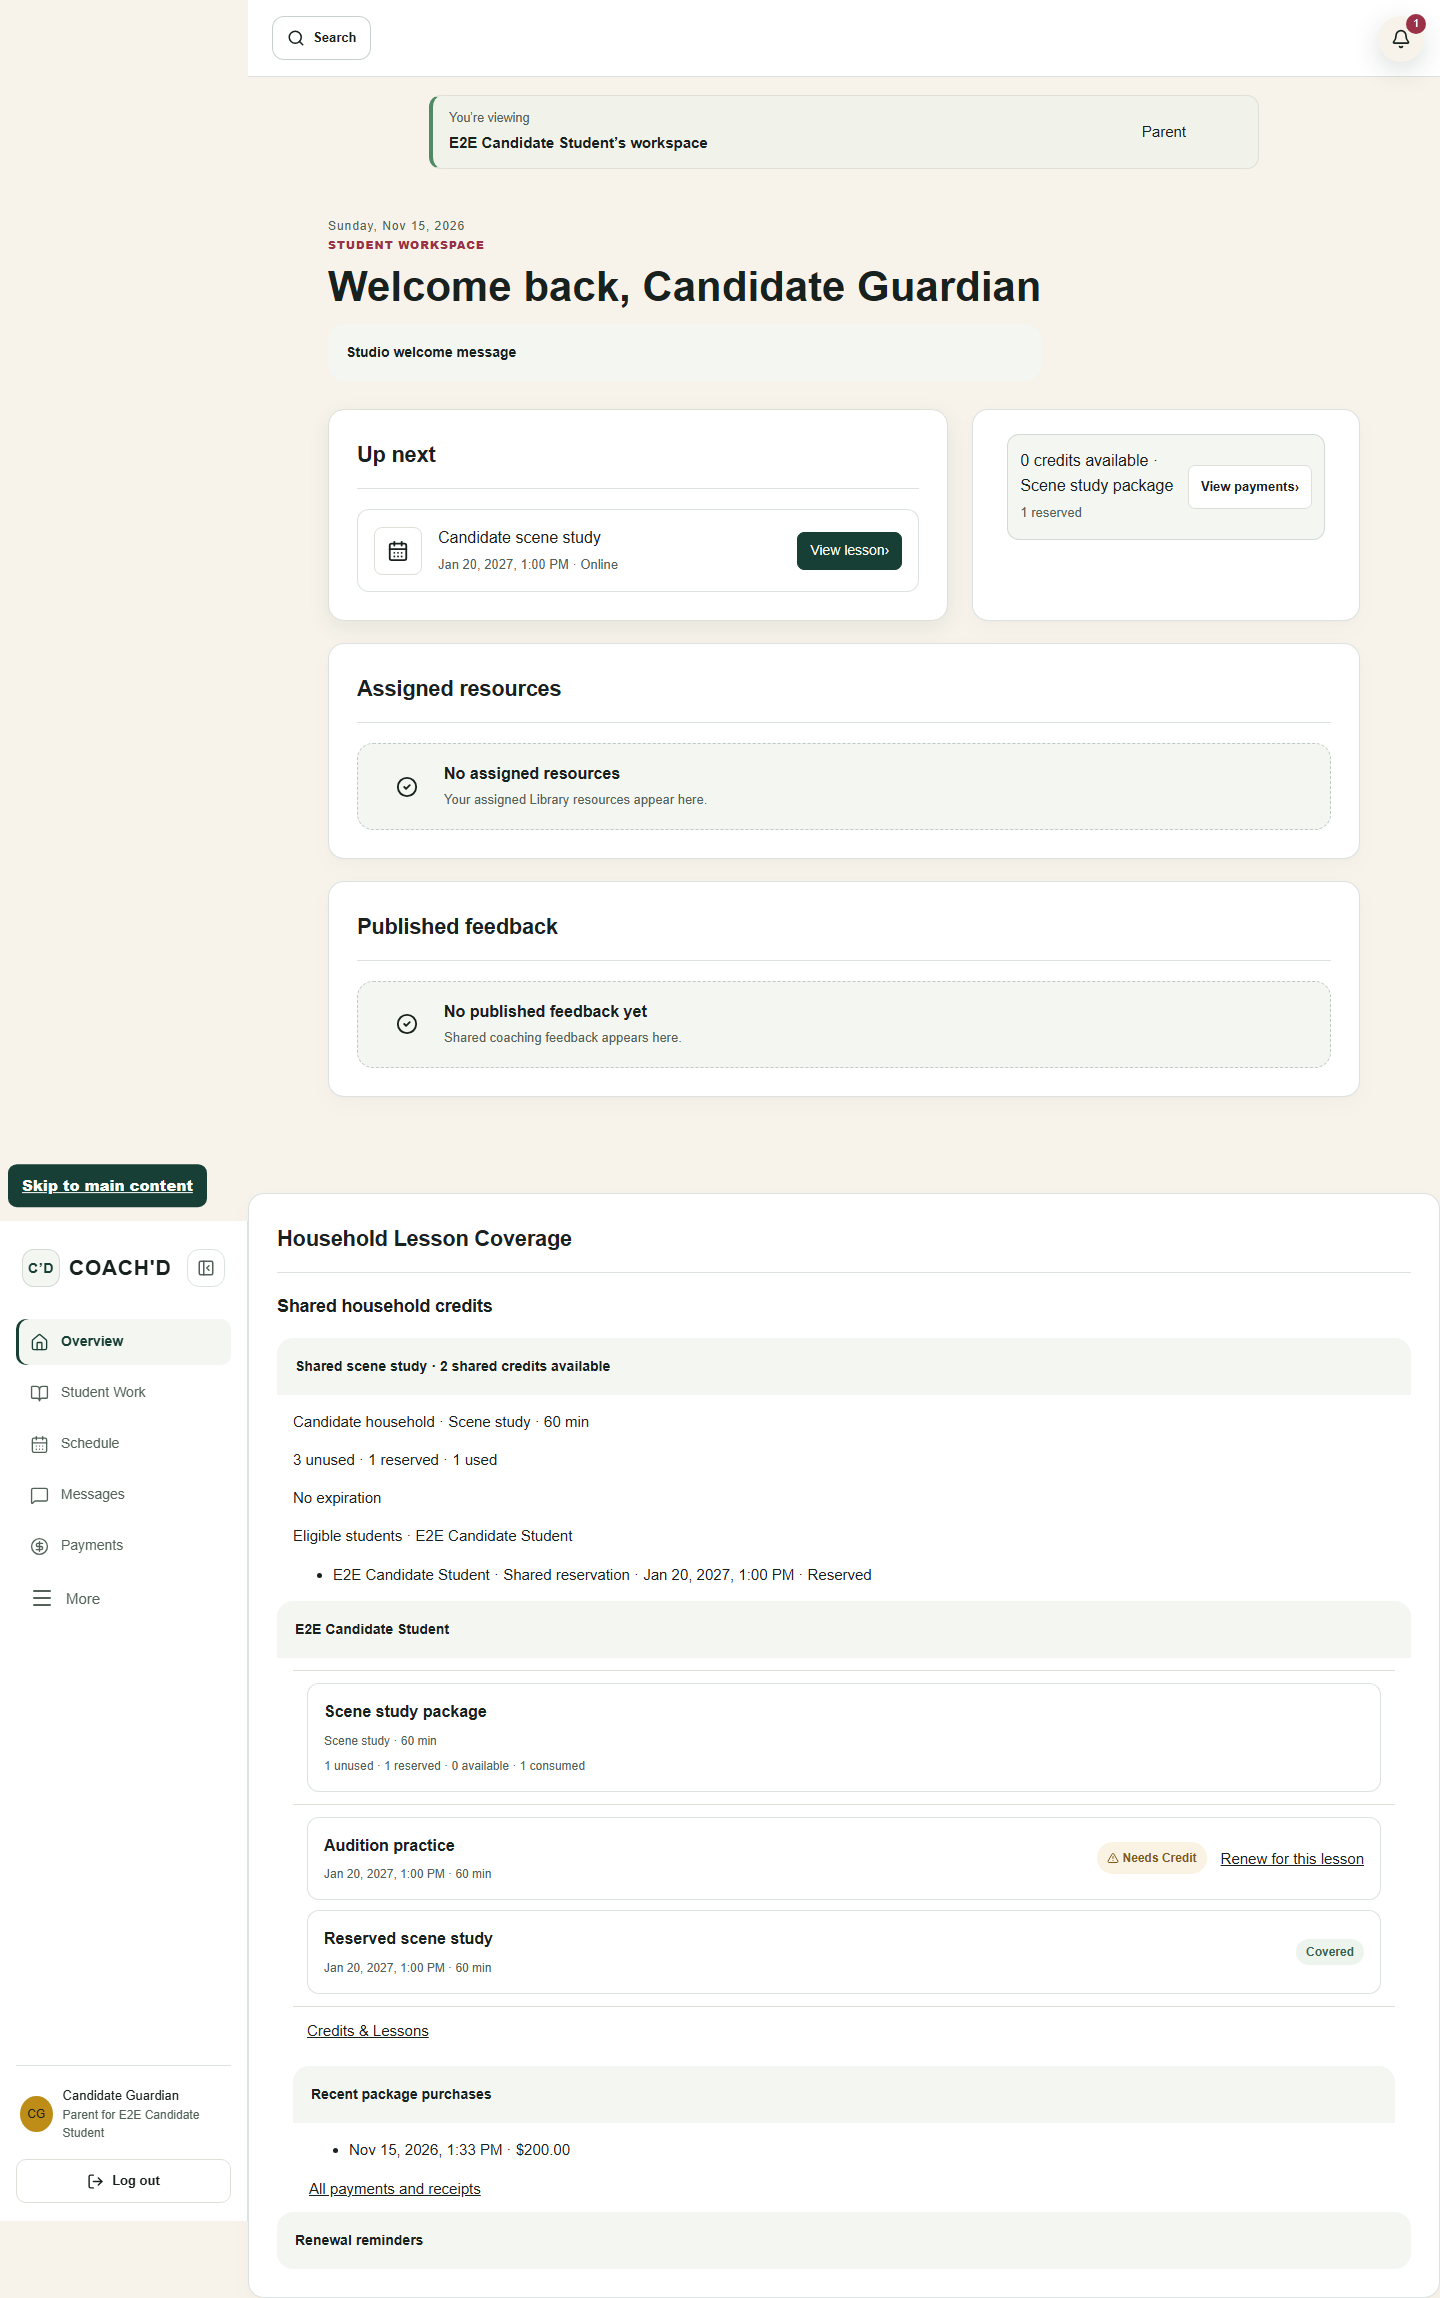 Search
1
You're viewing
E2E Candidate Student's workspace
Parent
Sunday, Nov 15, 2026
STUDENT WORKSPACE
Welcome back, Candidate Guardian
Studio welcome message
Up next
Candidate scene study
Jan 20, 2027, 1:00 PM · Online
View lesson›
0 credits available ·
Scene study package
1 reserved
View payments›
Assigned resources
No assigned resources
Your assigned Library resources appear here.
Published feedback
No published feedback yet
Shared coaching feedback appears here.
Skip to main content
C'D
COACH'D
Overview
Student Work
Schedule
Messages
Payments
More
CG
Candidate Guardian
Parent for E2E Candidate
Student
Log out
Household Lesson Coverage
Shared household credits
Shared scene study · 2 shared credits available
Candidate household · Scene study · 60 min
3 unused · 1 reserved · 1 used
No expiration
Eligible students · E2E Candidate Student
• E2E Candidate Student · Shared reservation · Jan 20, 2027, 1:00 PM · Reserved
E2E Candidate Student
Scene study package
Scene study · 60 min
1 unused · 1 reserved · 0 available · 1 consumed
Audition practice
Jan 20, 2027, 1:00 PM · 60 min
Needs Credit
Renew for this lesson
Reserved scene study
Jan 20, 2027, 1:00 PM · 60 min
Covered
Credits & Lessons
Recent package purchases
• Nov 15, 2026, 1:33 PM · $200.00
All payments and receipts
Renewal reminders